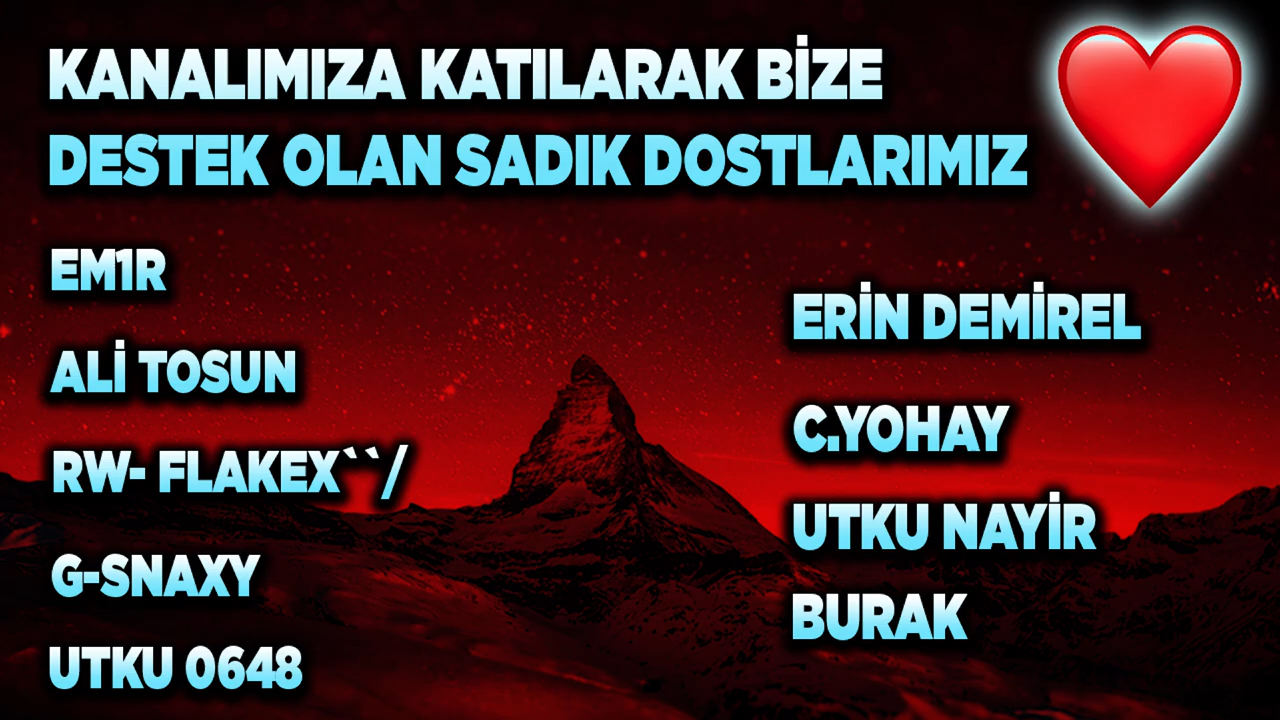 KANALIMIZA KATILARAK BİZE
DESTEK OLAN SADIK DOSTLARIMIZ
EM1R
ALİ TOSUN
RW- FLAKEX``/
G-SNAXY
UTKU 0648
ERİN DEMİREL
C.YOHAY
UTKU NAYİR
BURAK